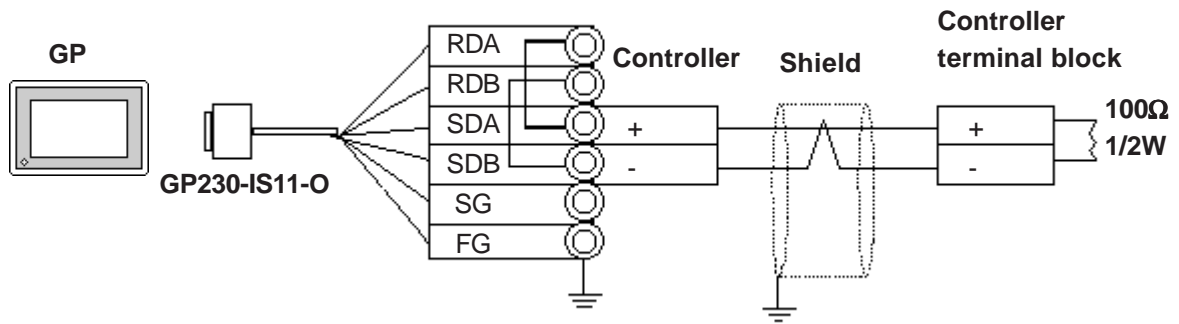 GP
GP230-IS11-O
RDA
RDB
SDA
SDB
SG
FG
Controller
+
-
Shield
Controller
terminal block
+
-
100Ω
1/2W